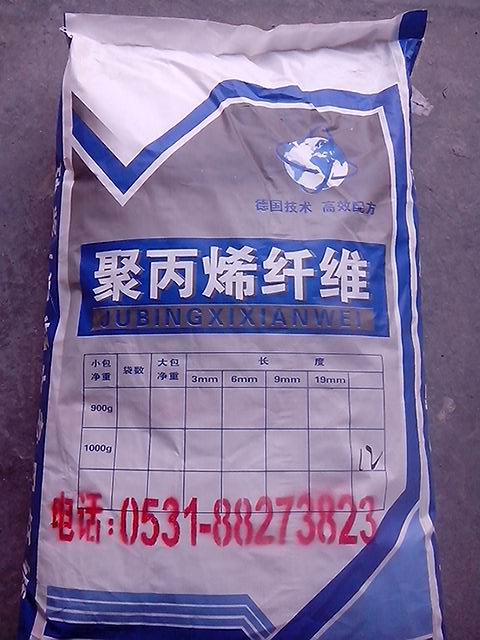 德国技术 高效配方
聚丙烯纤维
JUBINGXIXIANWEI
小包净重 袋数 大包净重 长度
3mm 6mm 9mm 19mm
900g
1000g
12
电话:0531-88273823